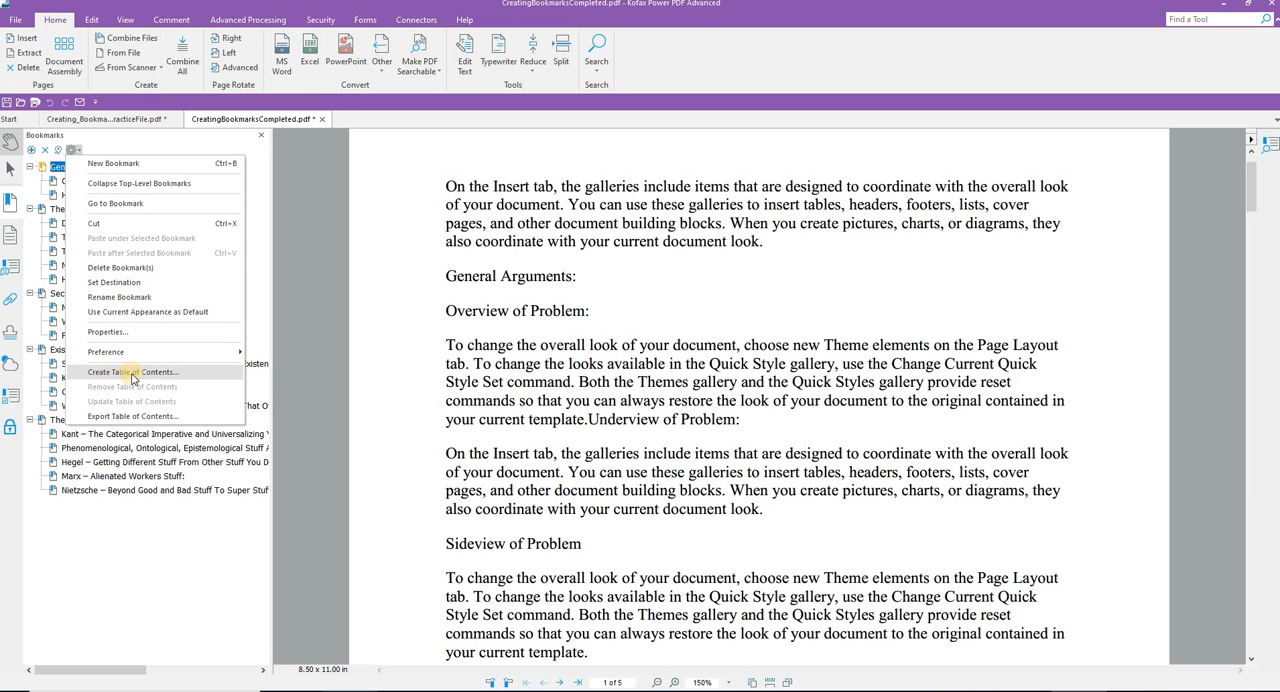 CreatingBookmarksCompleted.pdf - Kofax Power PDF Advanced
File Home Edit View Comment Advanced Processing Security Forms Connectors Help Find a Tool
Insert
Extract
Delete
Document Assembly
Pages
Combine Files
From File
From Scanner
Combine All
Create
Right
Left
Advanced
Page Rotate
MS Word
Excel
PowerPoint
Other
Make PDF Searchable
Convert
Edit Text
Typewriter
Reduce
Split
Tools
Search
Search
Start Creating_Bookma...racticeFile.pdf * CreatingBookmarksCompleted.pdf *
Bookmarks
New Bookmark Ctrl+B
Collapse Top-Level Bookmarks
Go to Bookmark
Cut Ctrl+X
Paste under Selected Bookmark
Paste after Selected Bookmark Ctrl+V
Delete Bookmark(s)
Set Destination
Rename Bookmark
Use Current Appearance as Default
Properties...
Preference
Create Table of Contents...
Remove Table of Contents
Update Table of Contents
Export Table of Contents...
Kant – The Categorical Imperative and Universalizing
Phenomenological, Ontological, Epistemological Stuff
Hegel – Getting Different Stuff From Other Stuff You D
Marx – Alienated Workers Stuff:
Nietzsche – Beyond Good and Bad Stuff To Super Stuf
On the Insert tab, the galleries include items that are designed to coordinate with the overall look
of your document. You can use these galleries to insert tables, headers, footers, lists, cover
pages, and other document building blocks. When you create pictures, charts, or diagrams, they
also coordinate with your current document look.
General Arguments:
Overview of Problem:
To change the overall look of your document, choose new Theme elements on the Page Layout
tab. To change the looks available in the Quick Style gallery, use the Change Current Quick
Style Set command. Both the Themes gallery and the Quick Styles gallery provide reset
commands so that you can always restore the look of your document to the original contained in
your current template.Underview of Problem:
On the Insert tab, the galleries include items that are designed to coordinate with the overall look
of your document. You can use these galleries to insert tables, headers, footers, lists, cover
pages, and other document building blocks. When you create pictures, charts, or diagrams, they
also coordinate with your current document look.
Sideview of Problem
To change the overall look of your document, choose new Theme elements on the Page Layout
tab. To change the looks available in the Quick Style gallery, use the Change Current Quick
Style Set command. Both the Themes gallery and the Quick Styles gallery provide reset
commands so that you can always restore the look of your document to the original contained in
your current template.
8.50 x 11.00 in
1 of 5 150%